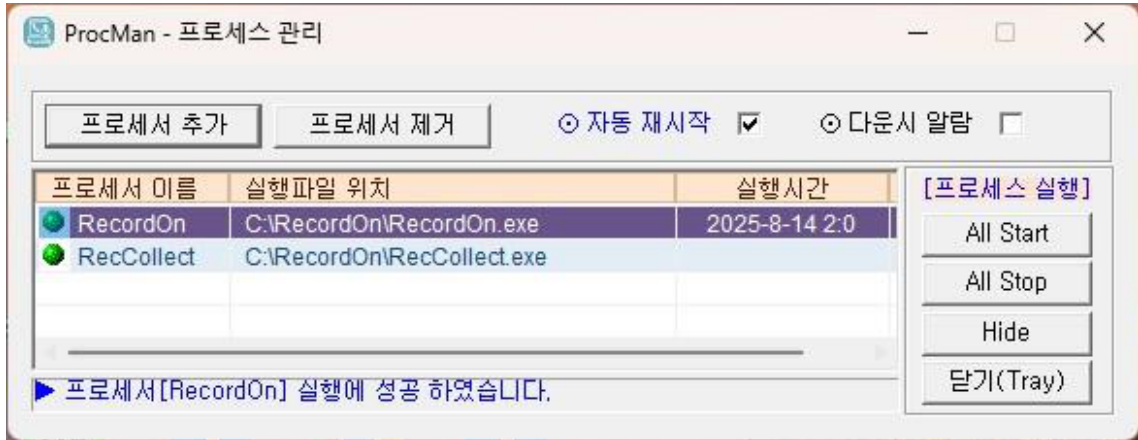 ProcMan - 프로세스 관리
프로세서 추가 프로세서 제거 ⊙ 자동 재시작 ⊙ 다운시 알람
프로세서 이름 실행파일 위치 실행시간 [프로세스 실행]
RecordOn C:\RecordOn\RecordOn.exe 2025-8-14 2:0 All Start
RecCollect C:\RecordOn\RecCollect.exe
All Stop
Hide
닫기(Tray)
▶ 프로세서[RecordOn] 실행에 성공 하였습니다.